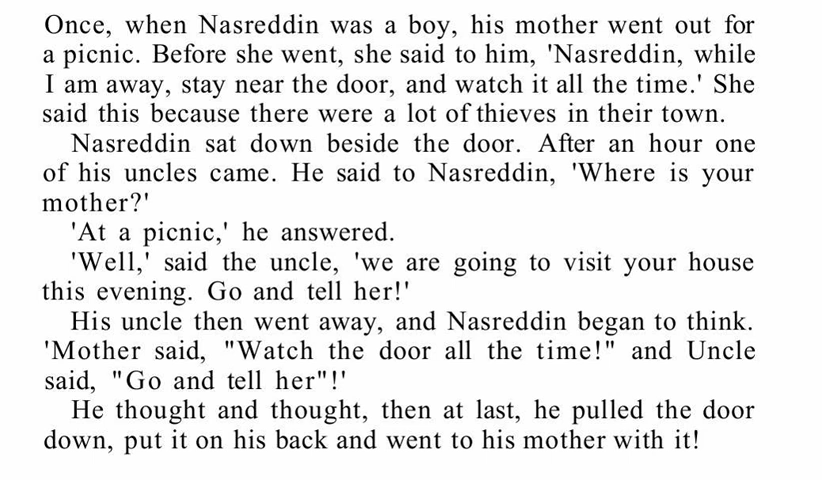 Once, when Nasreddin was a boy, his mother went out for
a picnic. Before she went, she said to him, 'Nasreddin, while
I am away, stay near the door, and watch it all the time.' She
said this because there were a lot of thieves in their town.
Nasreddin sat down beside the door. After an hour one
of his uncles came. He said to Nasreddin, 'Where is your
mother?'
'At a picnic,' he answered.
'Well,' said the uncle, 'we are going to visit your house
this evening. Go and tell her!'
His uncle then went away, and Nasreddin began to think.
'Mother said, "Watch the door all the time!" and Uncle
said, "Go and tell her"!'
He thought and thought, then at last, he pulled the door
down, put it on his back and went to his mother with it!